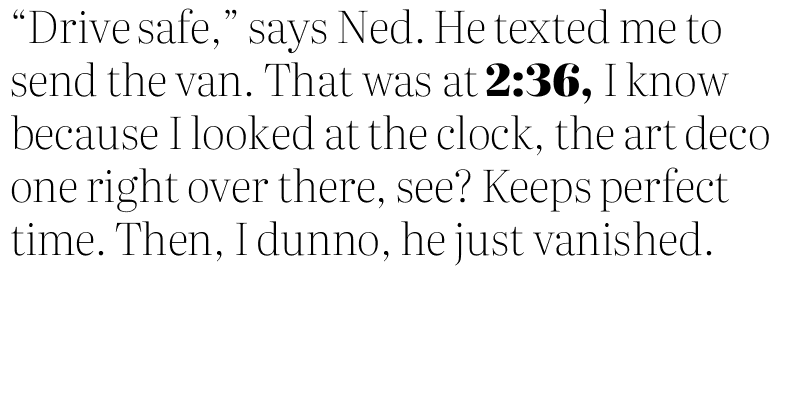 “Drive safe,” says Ned. He texted me to
send the van. That was at 2:36, I know
because I looked at the clock, the art deco
one right over there, see? Keeps perfect
time. Then, I dunno, he just vanished.